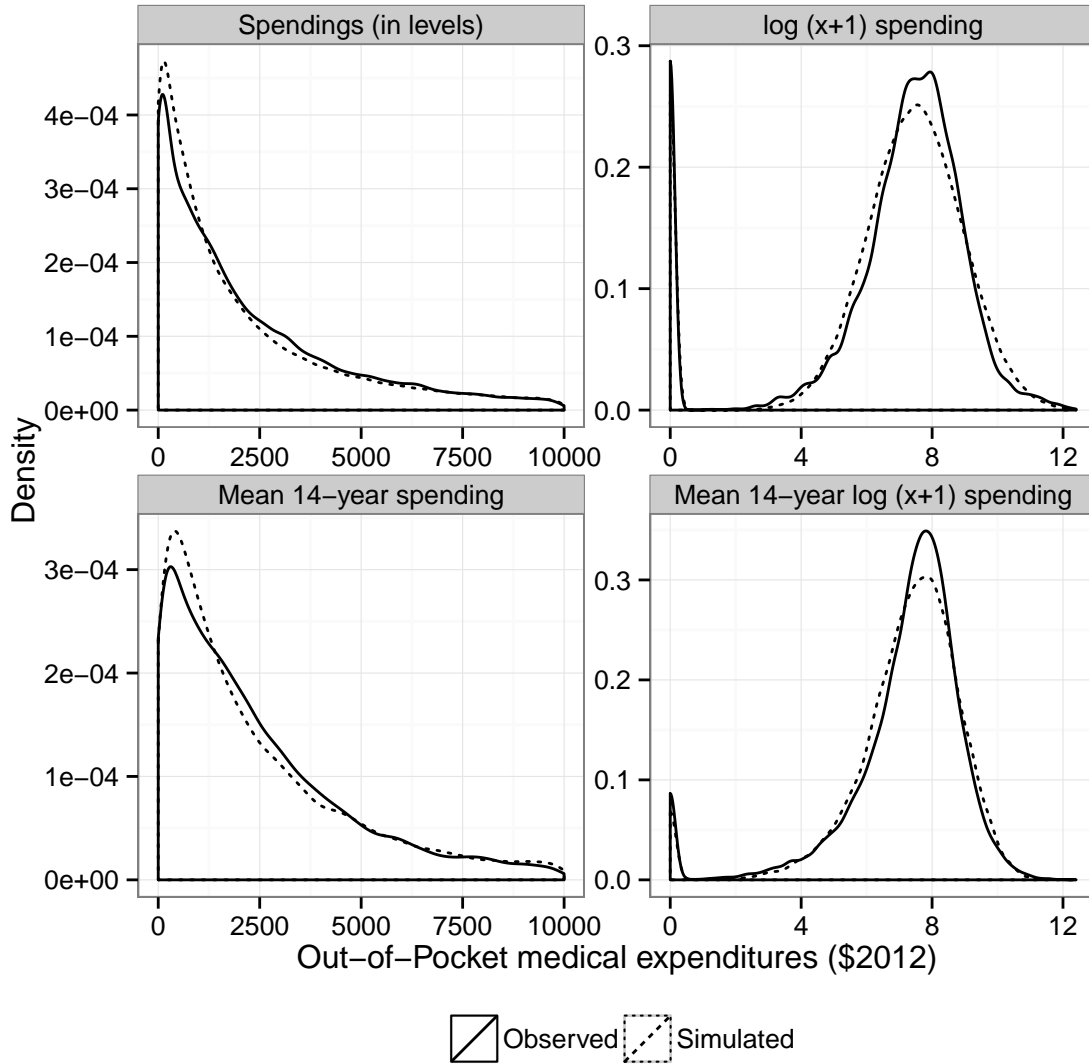 Spendings (in levels)
log (x+1) spending
4e−04
3e−04
2e−04
1e−04
0e+00
0.3
0.2
0.1
0.0
0 2500 5000 7500 10000
0 4 8 12
Density
Mean 14−year spending
Mean 14−year log (x+1) spending
3e−04
2e−04
1e−04
0e+00
0.3
0.2
0.1
0.0
0 2500 5000 7500 10000
0 4 8 12
Out−of−Pocket medical expenditures ($2012)
Observed Simulated